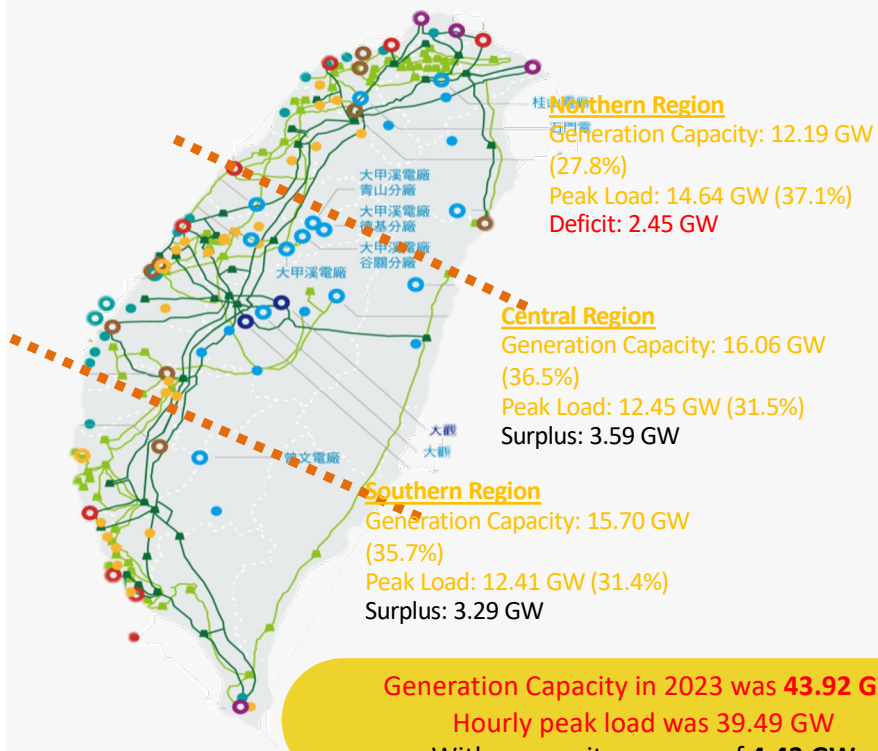 桂山電廠
Northern Region
石門電
Generation Capacity: 12.19 GW
(27.8%)
Peak Load: 14.64 GW (37.1%)
Deficit: 2.45 GW
大甲溪電廠
青山分廠
大甲溪電廠
德基分廠
大甲溪電廠
谷關分廠
大甲溪電廠
Central Region
Generation Capacity: 16.06 GW
(36.5%)
Peak Load: 12.45 GW (31.5%)
Surplus: 3.59 GW
大觀
大觀
曾文電廠
Southern Region
Generation Capacity: 15.70 GW
(35.7%)
Peak Load: 12.41 GW (31.4%)
Surplus: 3.29 GW
Generation Capacity in 2023 was 43.92 G
Hourly peak load was 39.49 GW